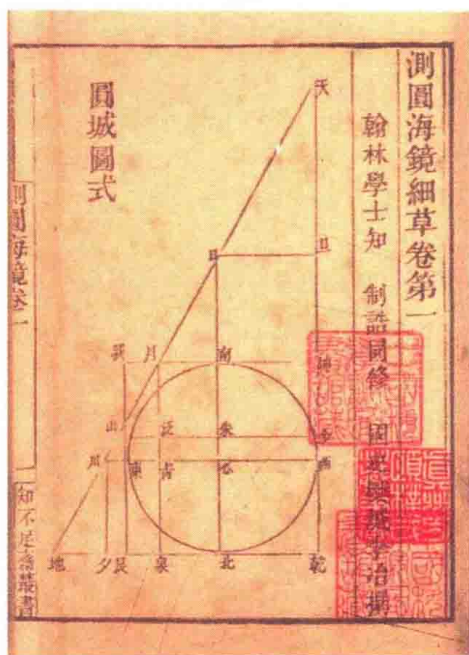 測圓海鏡細草卷第一
翰林學士知 制誥同修 國史欒城李冶撰
圓城圖式
天
日 旦
巽 月 南 坤
山 泛 朱
川 東 青 心 西
地 夕 艮 泉 北 乾
測圓海鏡卷一
知不足齋叢書